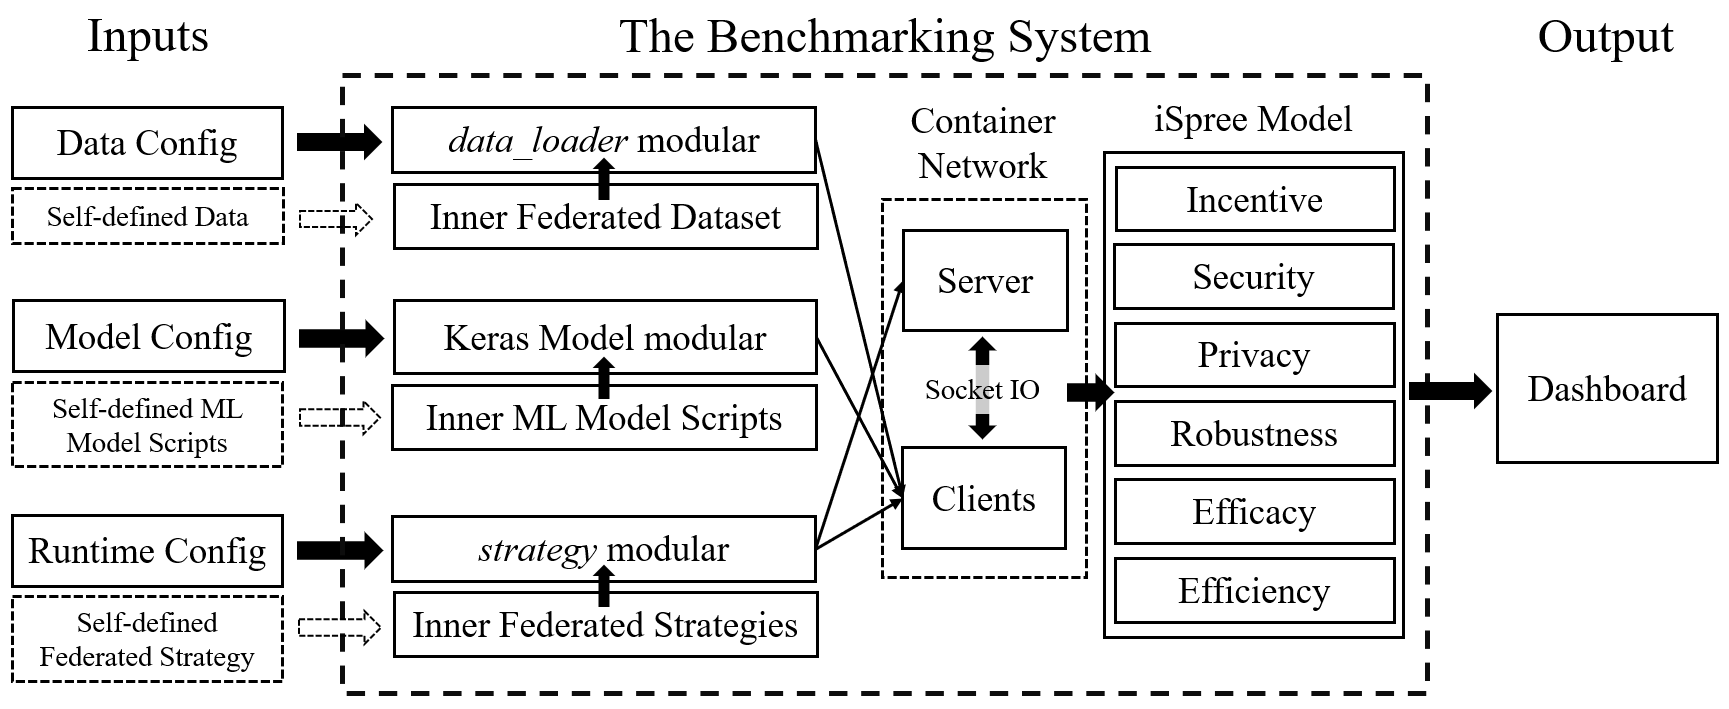 Inputs
The Benchmarking System
Output
Data Config
Self-defined Data
Model Config
Self-defined ML
Model Scripts
Runtime Config
Self-defined
Federated Strategy
data_loader modular
Inner Federated Dataset
Keras Model modular
Inner ML Model Scripts
strategy modular
Inner Federated Strategies
Container
Network
Server
Socket IO
Clients
iSpree Model
Incentive
Security
Privacy
Robustness
Efficacy
Efficiency
Dashboard